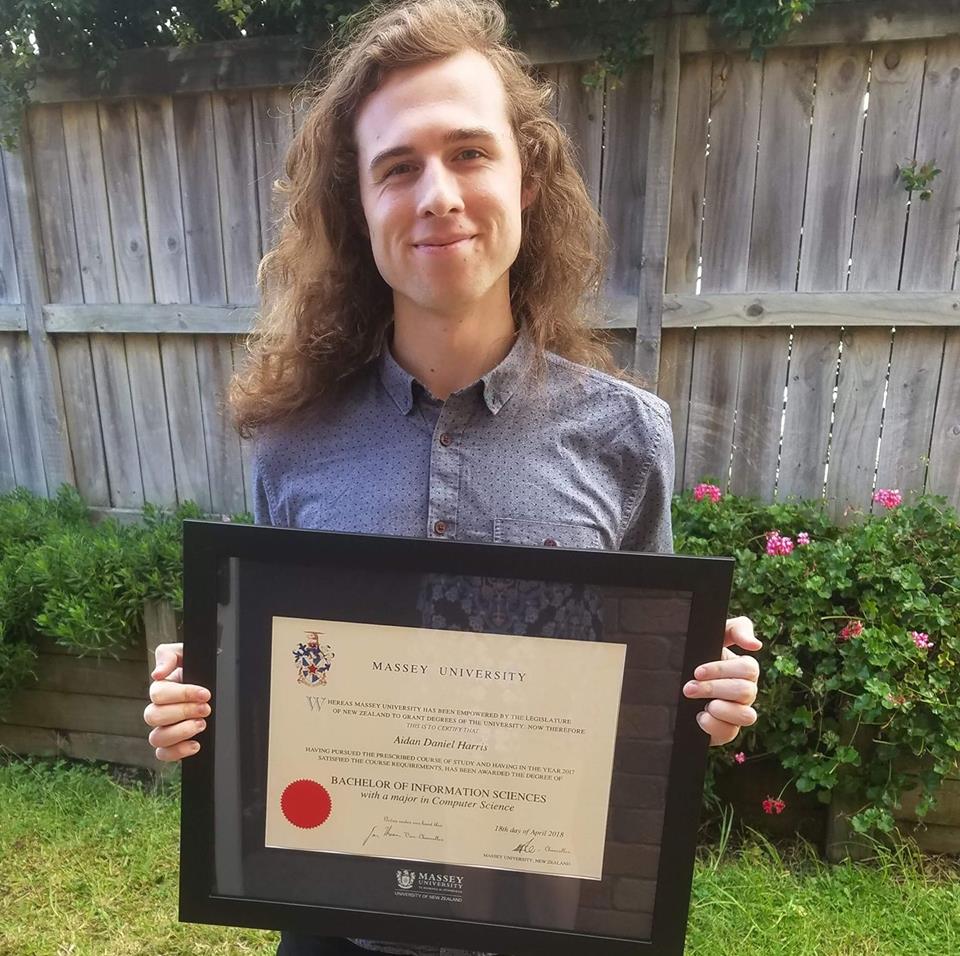 MASSEY UNIVERSITY
WHEREAS MASSEY UNIVERSITY HAS BEEN EMPOWERED BY THE LEGISLATURE
OF NEW ZEALAND TO GRANT DEGREES OF THE UNIVERSITY: NOW THEREFORE
THIS IS TO CERTIFY THAT
Aidan Daniel Harris
HAVING PURSUED THE PRESCRIBED COURSE OF STUDY AND HAVING IN THE YEAR 2017
SATISFIED THE COURSE REQUIREMENTS, HAS BEEN AWARDED THE DEGREE OF
BACHELOR OF INFORMATION SCIENCES
with a major in Computer Science
18th day of April 2018
Vice Chancellor
Chancellor
MASSEY UNIVERSITY, NEW ZEALAND
MASSEY
UNIVERSITY
UNIVERSITY OF NEW ZEALAND